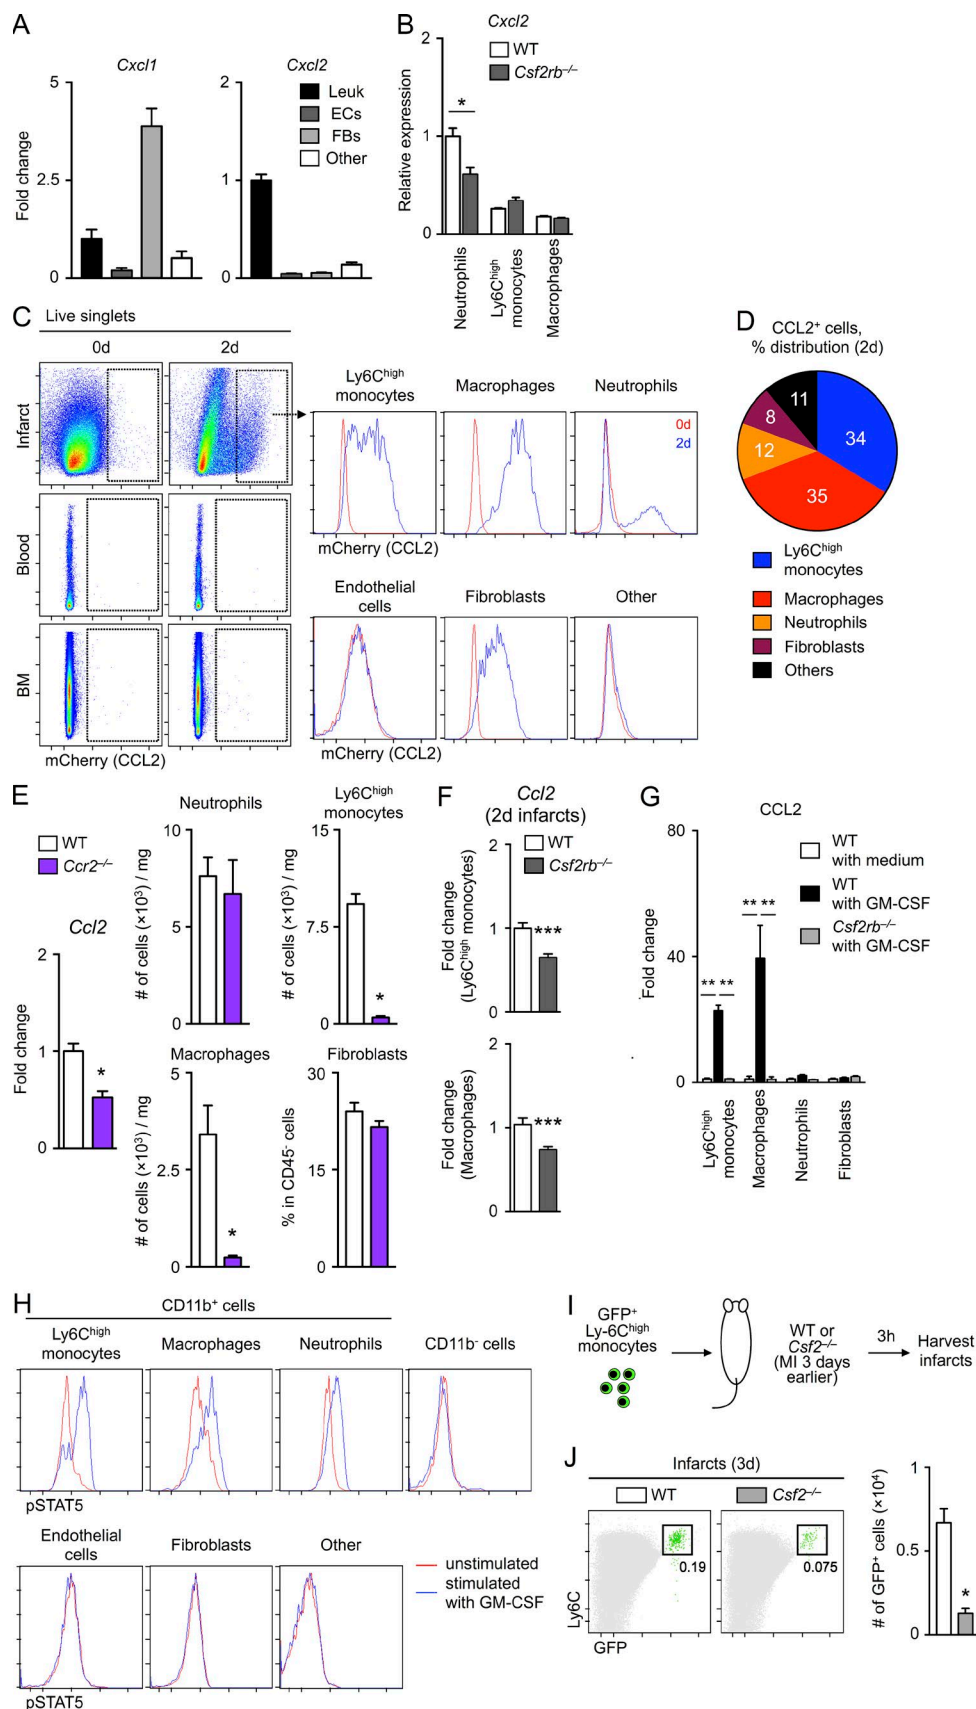 A
Cxcl1
Cxcl2
Fold change
5
2.5
0
2
1
0
Leuk
ECs
FBs
Other
B
Cxcl2
WT
Csf2rb–/–
Relative expression
2
1
0
*
Neutrophils
Ly6Chigh
monocytes
Macrophages
C
Live singlets
0d
2d
Infarct
Blood
BM
mCherry (CCL2)
Ly6Chigh
monocytes
Macrophages
Neutrophils
0d
2d
mCherry (CCL2)
Endothelial
cells
Fibroblasts
Other
mCherry (CCL2)
D
CCL2+ cells,
% distribution (2d)
11
8
12
34
35
Ly6Chigh
monocytes
Macrophages
Neutrophils
Fibroblasts
Others
E
WT
Ccr2–/–
Ccl2
Fold change
2
1
0
*
Neutrophils
# of cells (×103) / mg
10
5
0
Ly6Chigh
monocytes
# of cells (×103) / mg
15
7.5
0
*
Macrophages
# of cells (×103) / mg
5
2.5
0
*
Fibroblasts
% in CD45- cells
30
15
0
F
Ccl2
(2d infarcts)
WT
Csf2rb–/–
Fold change
(Ly6Chigh monocytes)
2
1
0
***
Fold change
(Macrophages)
2
1
0
***
G
CCL2
Fold change
80
40
0
WT
with medium
WT
with GM-CSF
Csf2rb–/–
with GM-CSF
** **
** **
Ly6Chigh
monocytes
Macrophages
Neutrophils
Fibroblasts
H
CD11b+ cells
Ly6Chigh
monocytes
Macrophages
Neutrophils
CD11b- cells
pSTAT5
Endothelial
cells
Fibroblasts
Other
pSTAT5
unstimulated
stimulated
with GM-CSF
I
GFP+
Ly-6Chigh
monocytes
WT or
Csf2–/–
(MI 3 days
earlier)
3h
Harvest
infarcts
J
Infarcts (3d)
WT
Csf2–/–
0.19
0.075
Ly6C
GFP
# of GFP+ cells (×104)
1
0.5
0
*